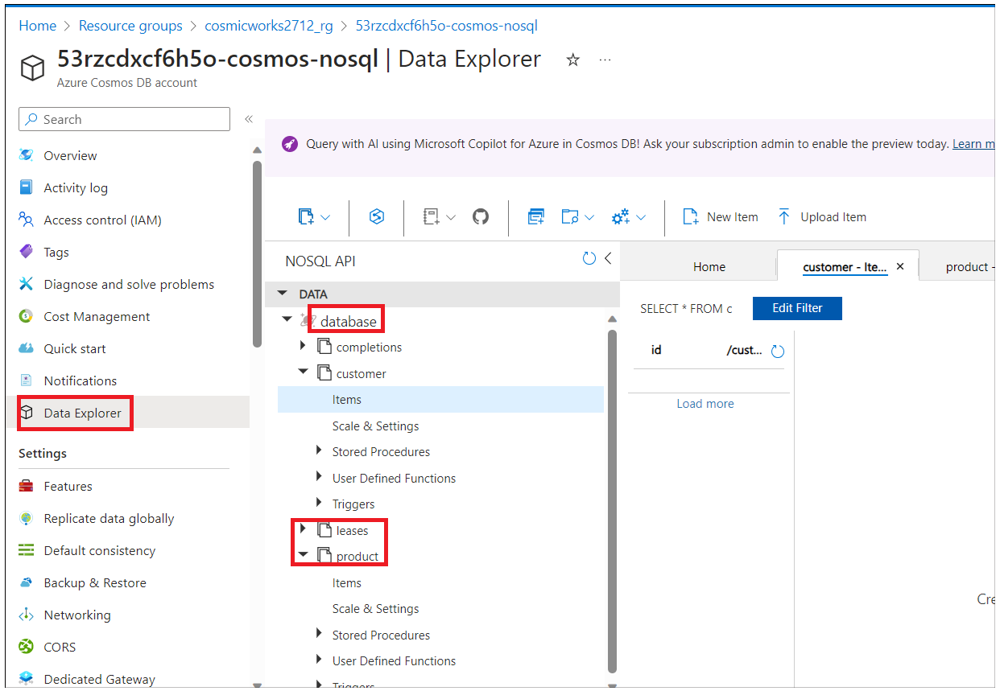 Home > Resource groups > cosmicworks2712_rg > 53rzcdxcf6h5o-cosmos-nosql
53rzcdxcf6h5o-cosmos-nosql | Data Explorer ...
Azure Cosmos DB account
Search
Overview
Activity log
Access control (IAM)
Tags
Diagnose and solve problems
Cost Management
Quick start
Notifications
Data Explorer
Settings
Features
Replicate data globally
Default consistency
Backup & Restore
Networking
CORS
Dedicated Gateway
Query with AI using Microsoft Copilot for Azure in Cosmos DB! Ask your subscription admin to enable the preview today. Learn m
New Item
Upload Item
NOSQL API
DATA
database
completions
customer
Items
Scale & Settings
Stored Procedures
User Defined Functions
Triggers
leases
product
Items
Scale & Settings
Stored Procedures
User Defined Functions
Triggers
Home
customer - Ite...
product -
SELECT * FROM c
Edit Filter
id /cust...
Load more
Cre